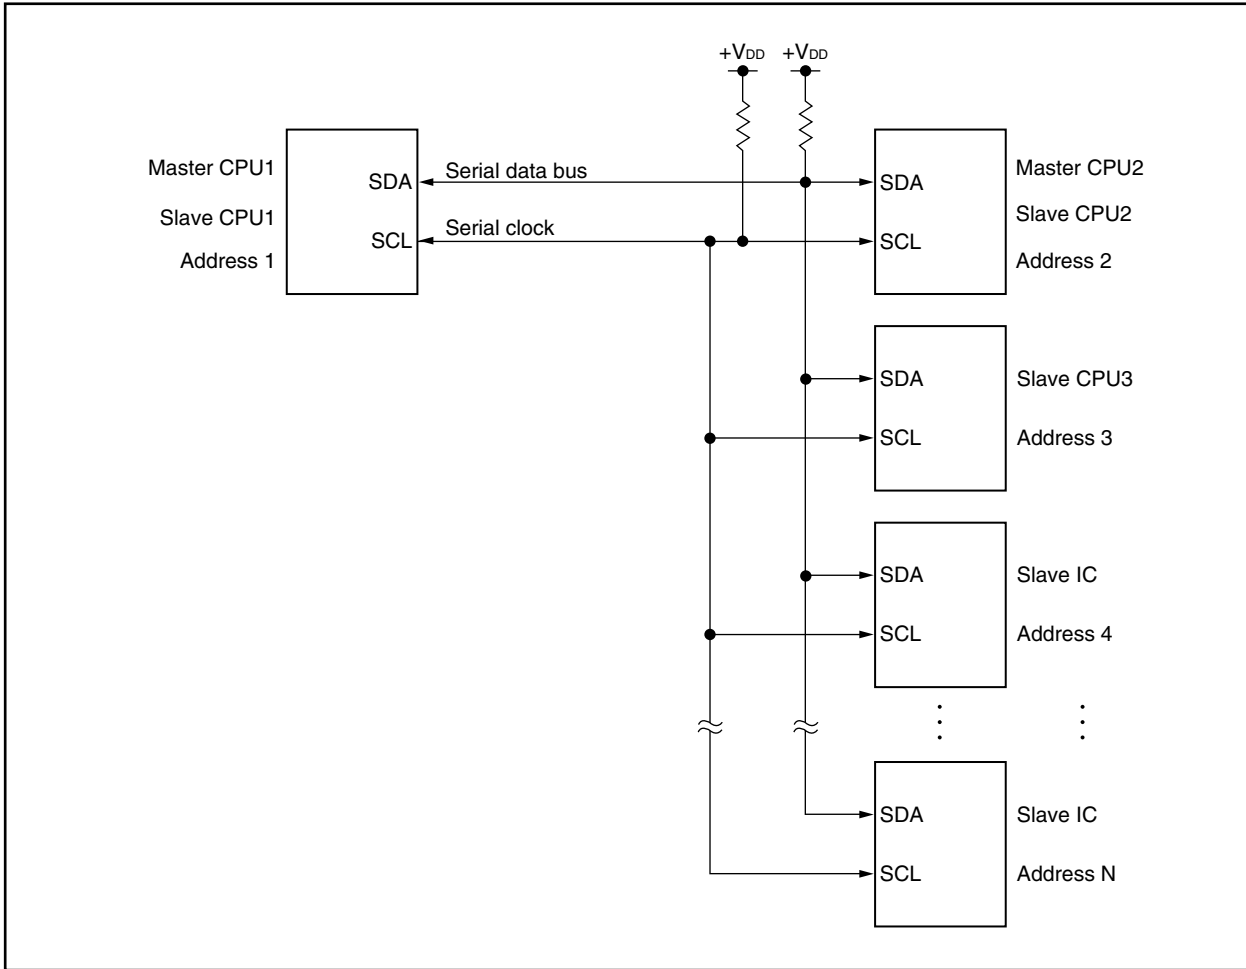 +VDD +VDD
Master CPU1
Slave CPU1
Address 1
SDA
SCL
Serial data bus
Serial clock
SDA
SCL
Master CPU2
Slave CPU2
Address 2
SDA
SCL
Slave CPU3
Address 3
SDA
SCL
Slave IC
Address 4
SDA
SCL
Slave IC
Address N